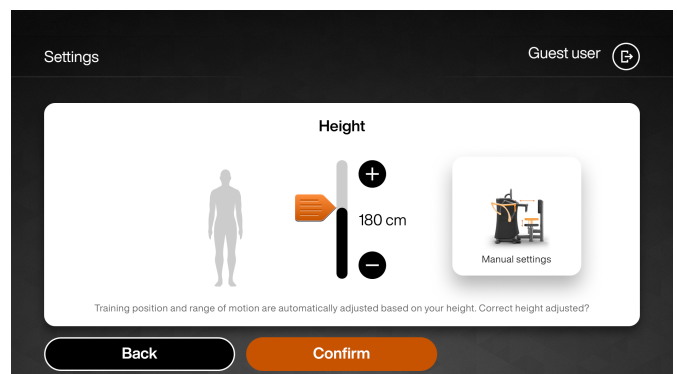 Settings
Guest user
Height
180 cm
Manual settings
Training position and range of motion are automatically adjusted based on your height. Correct height adjusted?
Back
Confirm